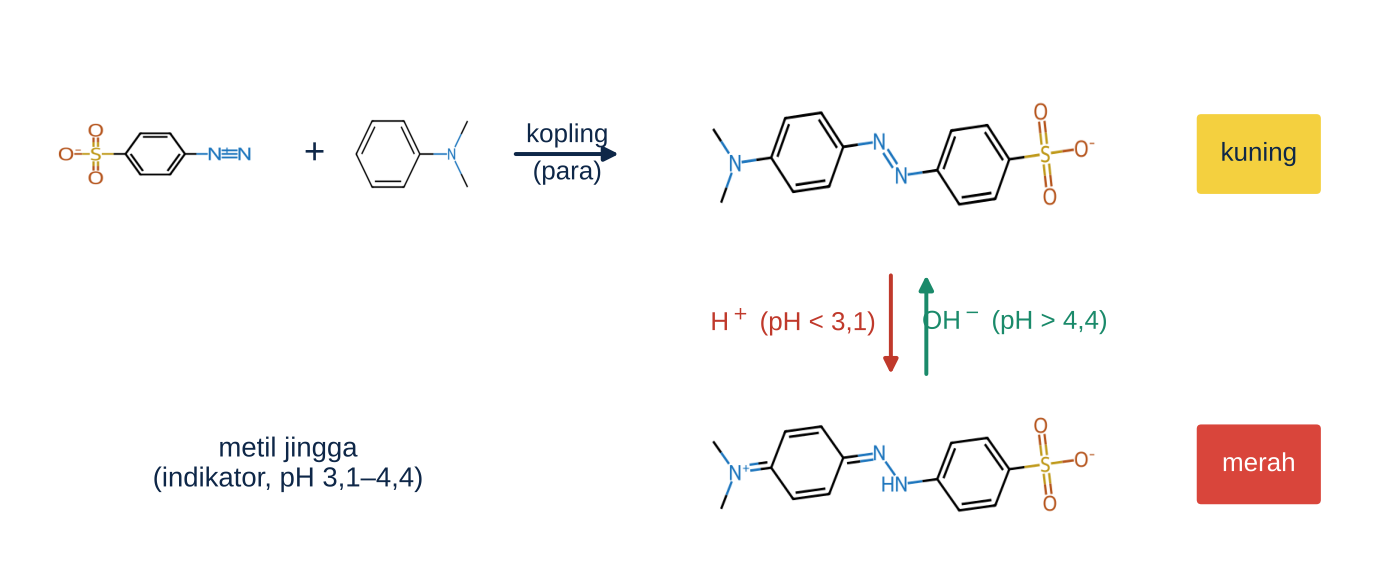 O⁻ S O O N⁺≡N
+
N
kopling
(para)
N N N S O O O⁻
kuning
H⁺ (pH < 3,1)
OH⁻ (pH > 4,4)
metil jingga
(indikator, pH 3,1–4,4)
N⁺ N HN S O O O⁻
merah